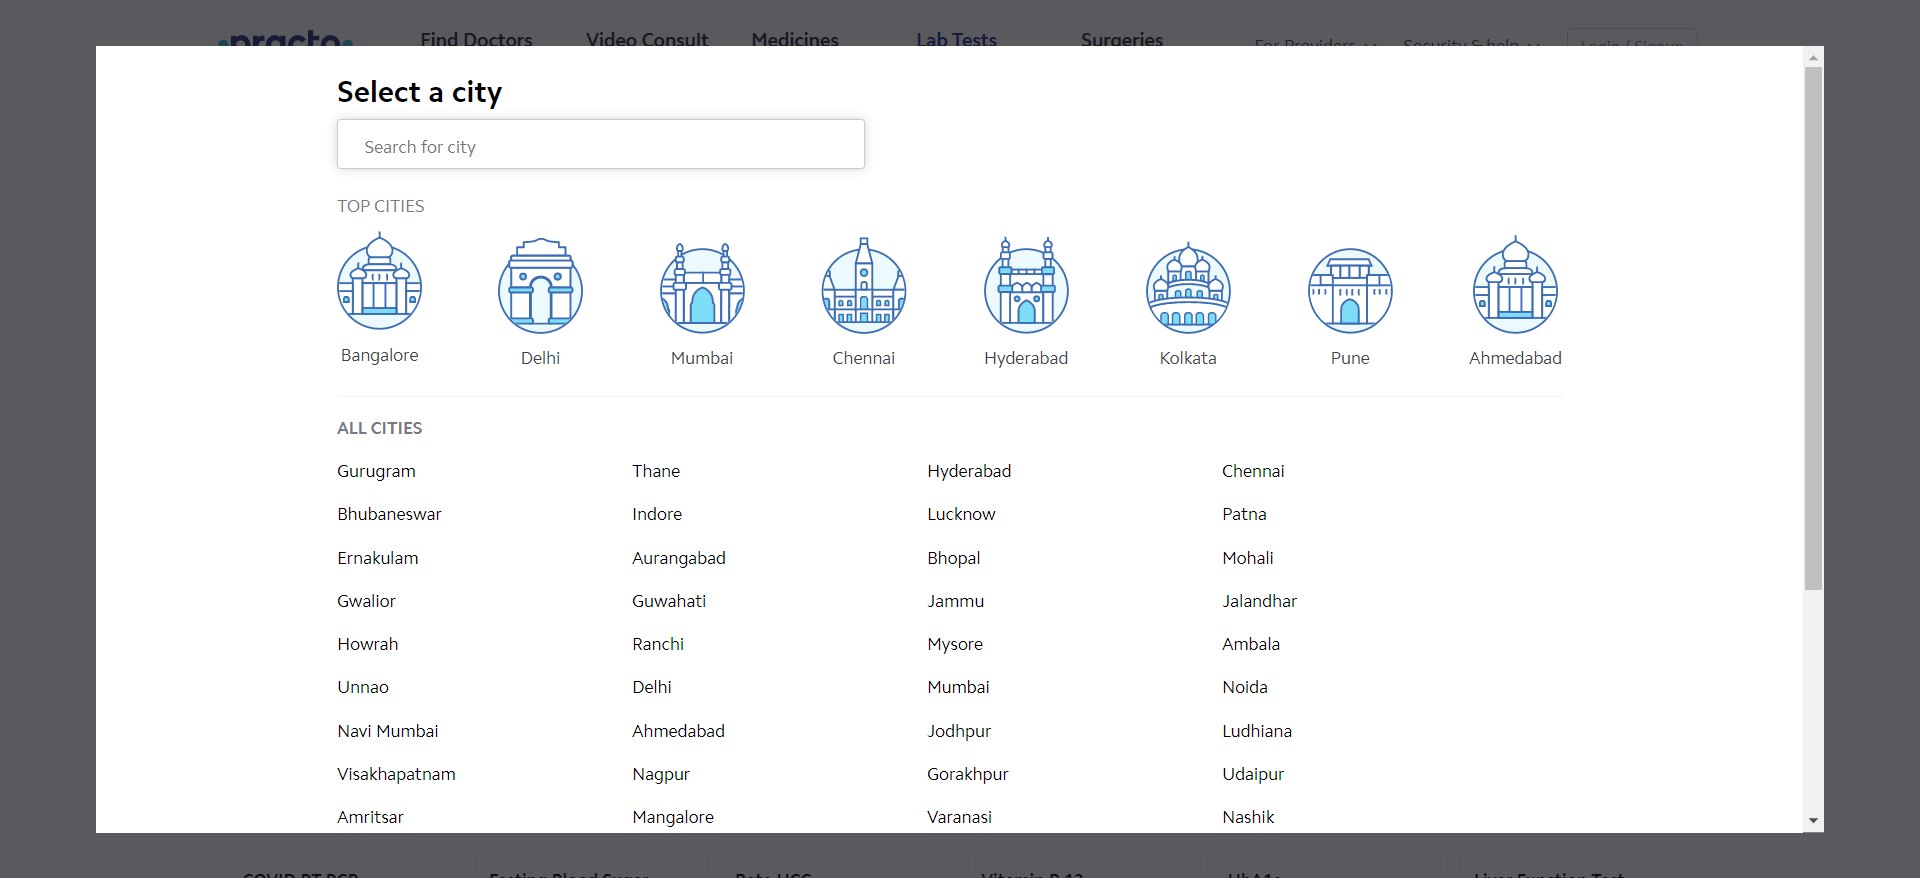 practo Find Doctors Video Consult Medicines Lab Tests Surgeries For Providers Security & help Login / Signup
Select a city
Search for city
TOP CITIES
Bangalore Delhi Mumbai Chennai Hyderabad Kolkata Pune Ahmedabad
ALL CITIES
Gurugram Thane Hyderabad Chennai
Bhubaneswar Indore Lucknow Patna
Ernakulam Aurangabad Bhopal Mohali
Gwalior Guwahati Jammu Jalandhar
Howrah Ranchi Mysore Ambala
Unnao Delhi Mumbai Noida
Navi Mumbai Ahmedabad Jodhpur Ludhiana
Visakhapatnam Nagpur Gorakhpur Udaipur
Amritsar Mangalore Varanasi Nashik
COVID RT PCR Fasting Blood Sugar Beta HCG Vitamin B 12 HbA1c Liver Function Test